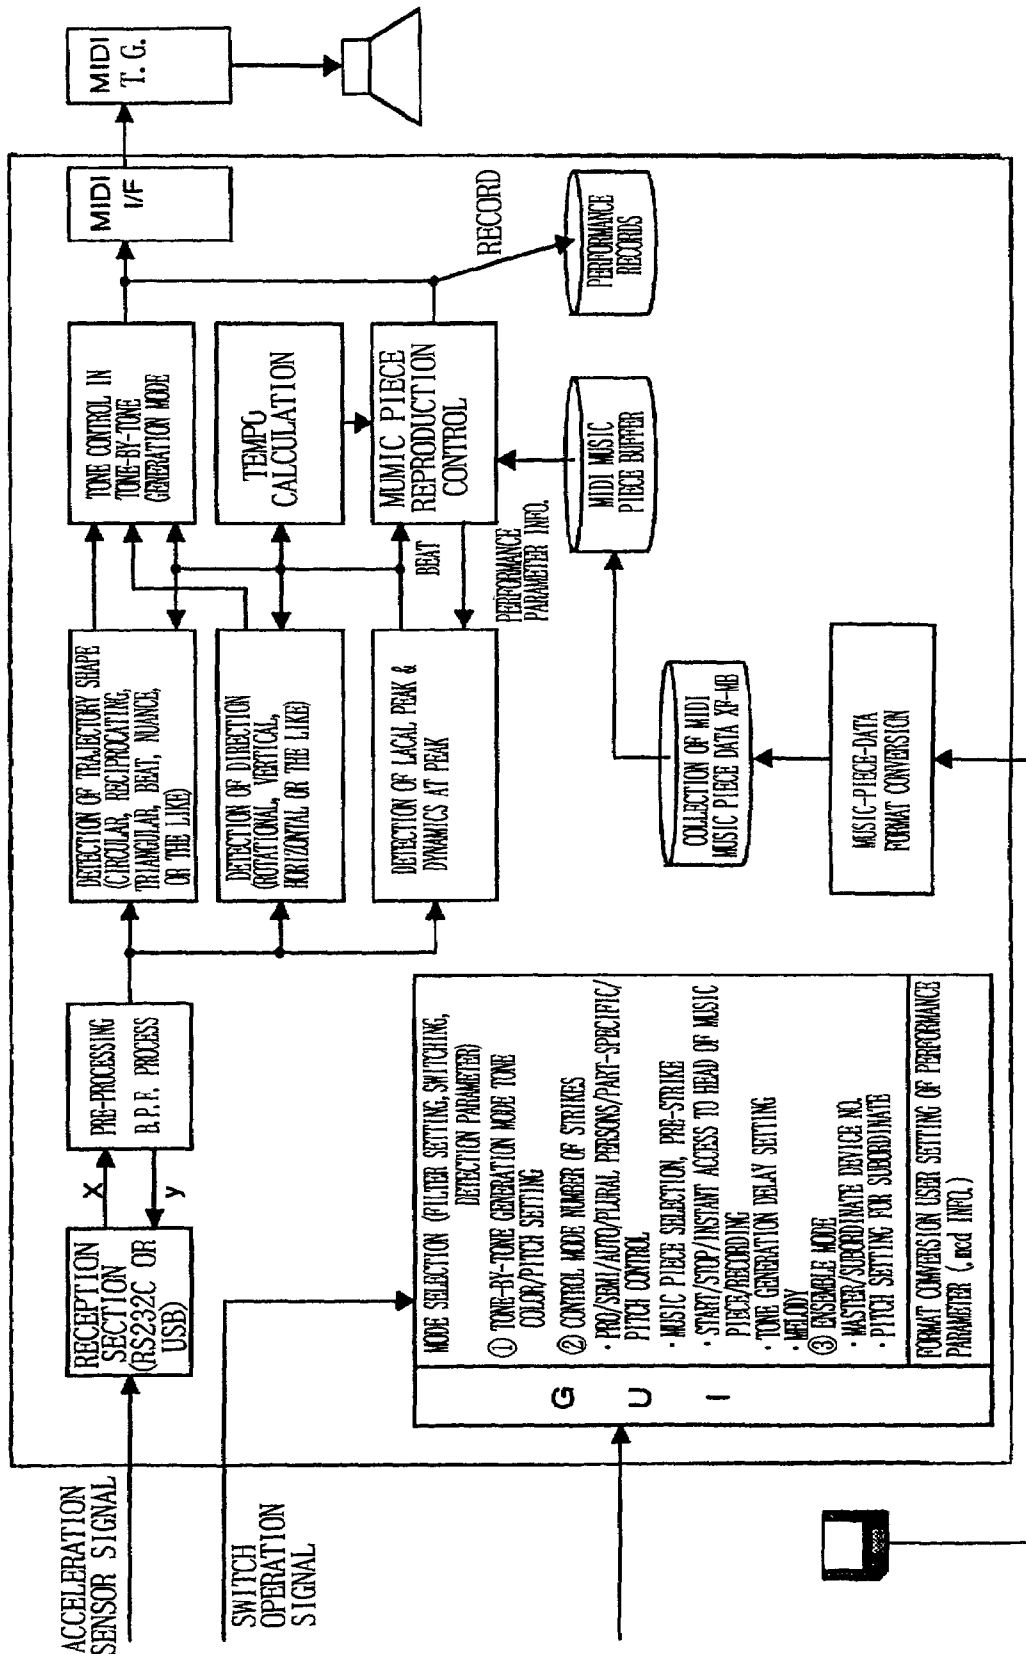 ACCELERATION
SENSOR SIGNAL
SWITCH
OPERATION
SIGNAL
RECEPTION
SECTION
(RS232C OR
USB)
X
y
PRE-PROCESSING
B.P.F. PROCESS
DETECTION OF TRAJECTORY SHAPE
(CIRCULAR, RECIPROCATING,
TRIANGULAR, BEAT, NUANCE,
OR THE LIKE)
DETECTION OF DIRECTION
(ROTATIONAL, VERTICAL,
HORIZONTAL OR THE LIKE)
DETECTION OF LACAL PEAK &
DYNAMICS AT PEAK
TONE CONTROL IN
TONE-BY-TONE
GENERATION MODE
TEMPO
CALCULATION
MUMIC PIECE
REPRODUCTION
CONTROL
BEAT
PERFORMANCE
PARAMETER INFO.
MIDI
I/F
MIDI
T. G.
RECORD
PERFORMANCE
RECORDS
MIDI MUSIC
PIECE BUFFER
COLLECTION OF MIDI
MUSIC PIECE DATA XF-MB
MUSIC-PIECE-DATA
FORMAT CONVERSION
G U I
MODE SELECTION (FILTER SETTING, SWITCHING,
DETECTION PARAMETER)
① TONE-BY-TONE GENERATION MODE TONE
COLOR/PITCH SETTING
② CONTROL MODE NUMBER OF STRIKES
· PRO/SEMI/AUTO/PLURAL PERSONS/PART-SPECIFIC/
PITCH CONTROL
· MUSIC PIECE SELECTION, PRE-STRIKE
· START/STOP/INSTANT ACCESS TO HEAD OF MUSIC
PIECE/RECORDING
· TONE GENERATION DELAY SETTING
· MELODY
③ ENSEMBLE MODE
· MASTER/SUBORDINATE DEVICE NO.
· PITCH SETTING FOR SUBORDINATE
FORMAT CONVERSION USER SETTING OF PERFORMANCE
PARAMETER (.mcd INFO.)